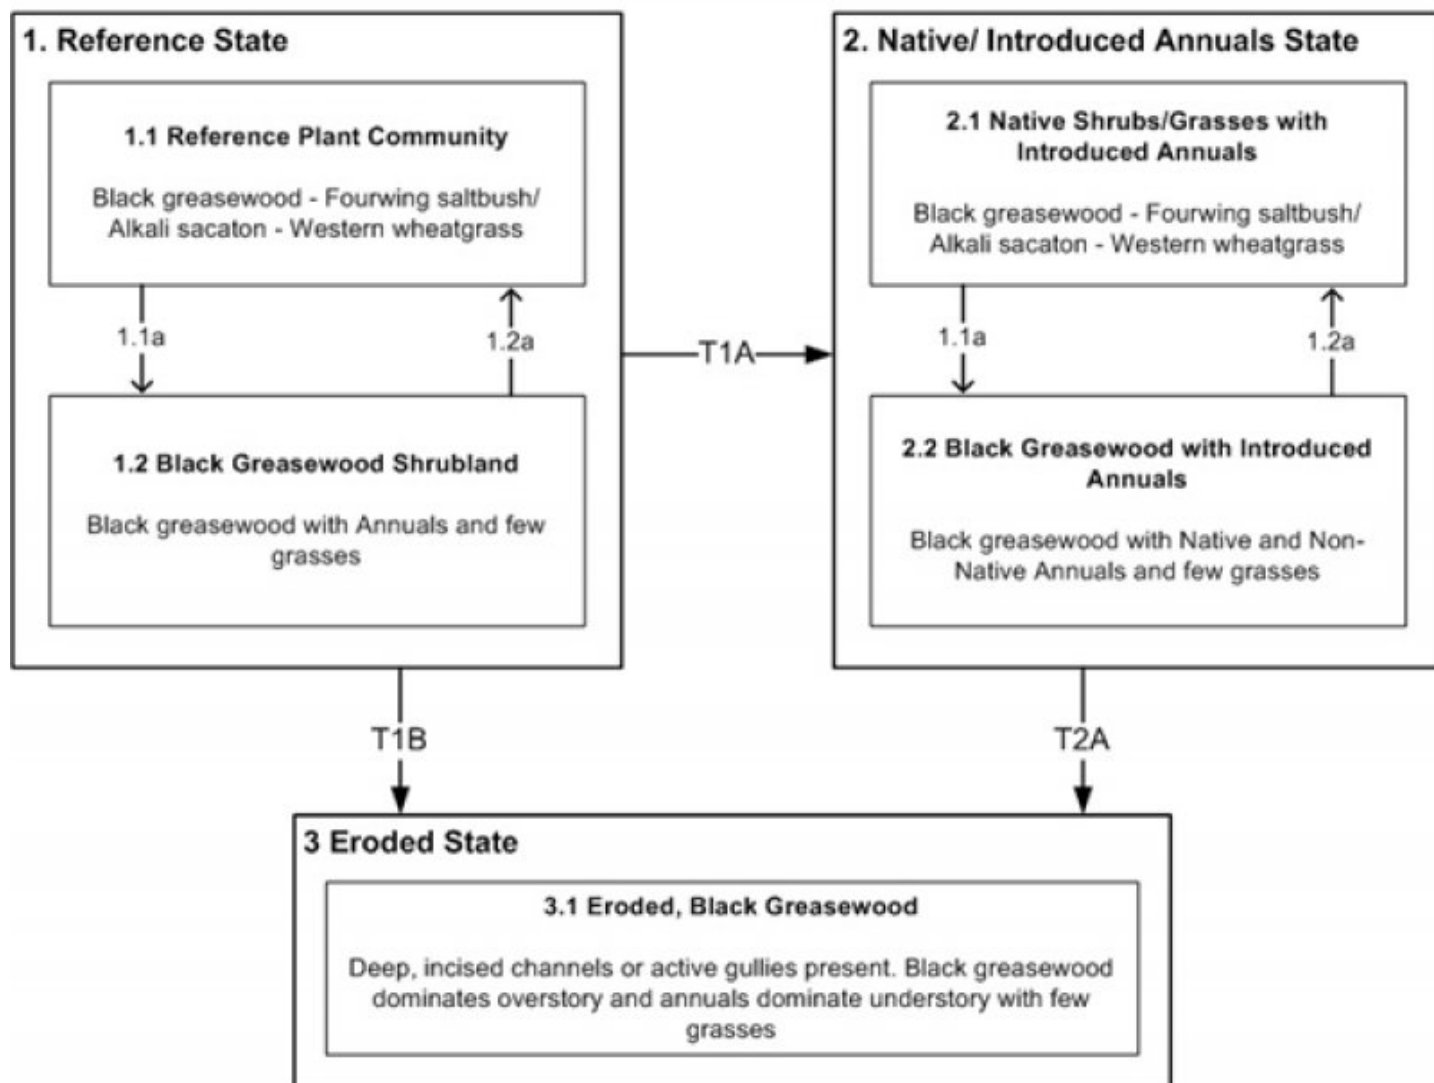 1. Reference State
1.1 Reference Plant Community
Black greasewood - Fourwing saltbush/
Alkali sacaton - Western wheatgrass
1.1a
1.2a
1.2 Black Greasewood Shrubland
Black greasewood with Annuals and few
grasses
T1A
2. Native/ Introduced Annuals State
2.1 Native Shrubs/Grasses with
Introduced Annuals
Black greasewood - Fourwing saltbush/
Alkali sacaton - Western wheatgrass
1.1a
1.2a
2.2 Black Greasewood with Introduced
Annuals
Black greasewood with Native and Non-
Native Annuals and few grasses
T1B
T2A
3 Eroded State
3.1 Eroded, Black Greasewood
Deep, incised channels or active gullies present. Black greasewood
dominates overstory and annuals dominate understory with few
grasses